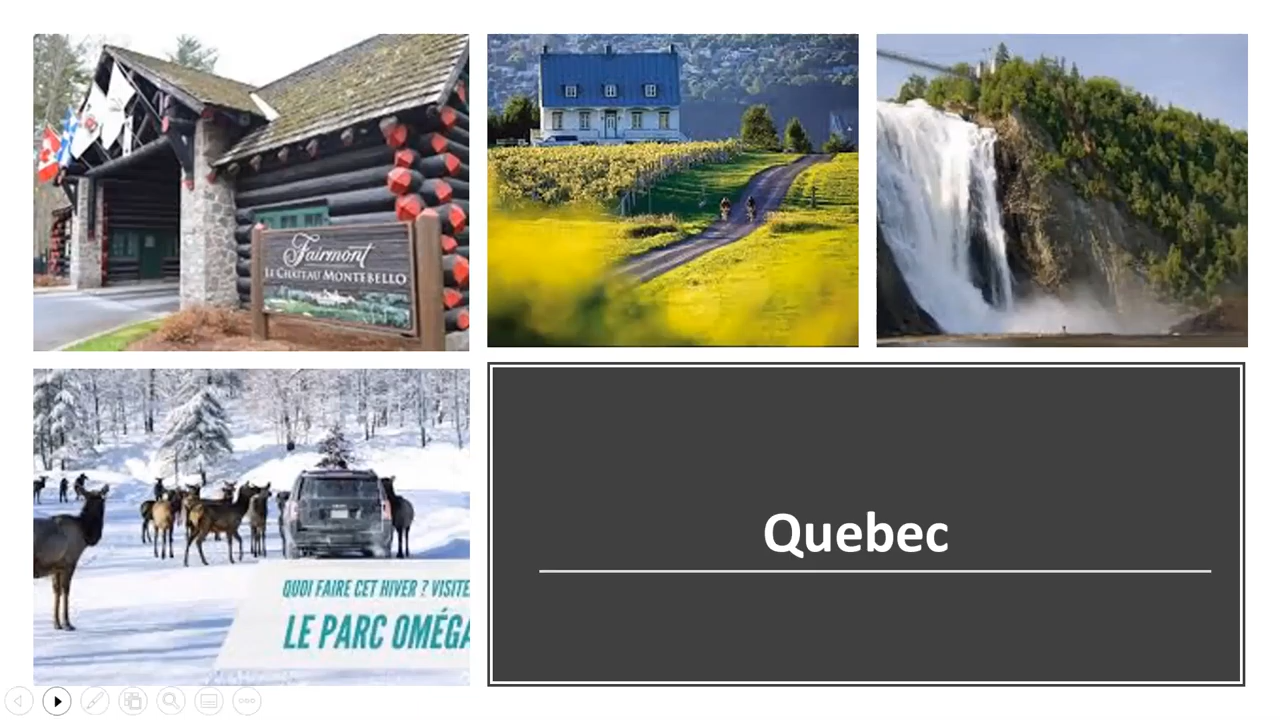 Fairmont
LE CHÂTEAU MONTEBELLO
QUOI FAIRE CET HIVER ? VISITE
LE PARC OMÉGA
Quebec